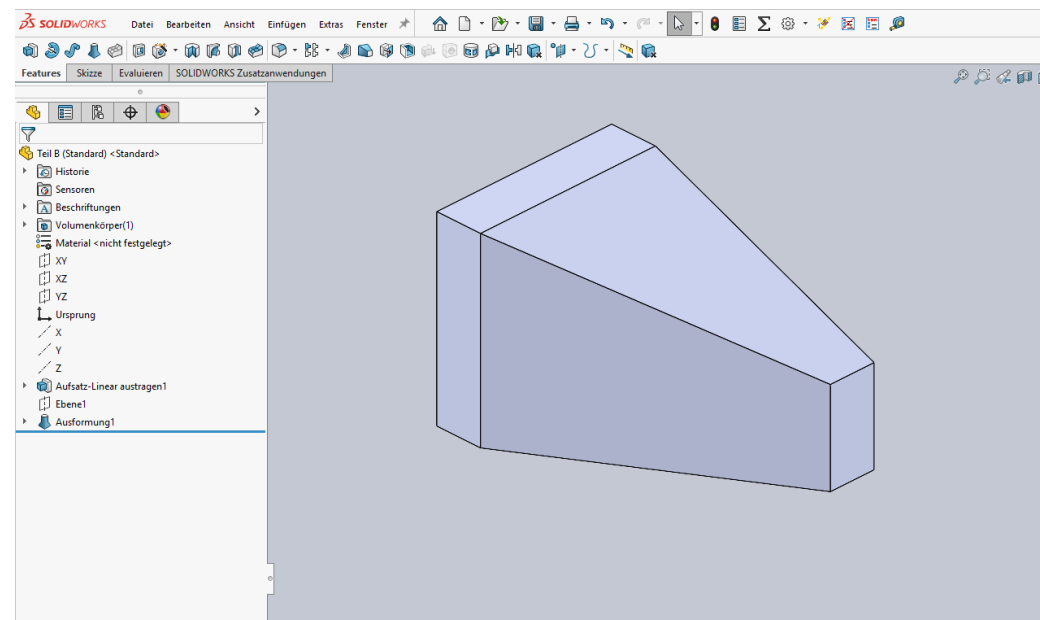 SOLIDWORKS Datei Bearbeiten Ansicht Einfügen Extras Fenster
Features Skizze Evaluieren SOLIDWORKS Zusatzanwendungen
Teil B (Standard) <Standard>
Historie
Sensoren
Beschriftungen
Volumenkörper(1)
Material <nicht festgelegt>
XY
XZ
YZ
Ursprung
X
Y
Z
Aufsatz-Linear austragen1
Ebene1
Ausformung1